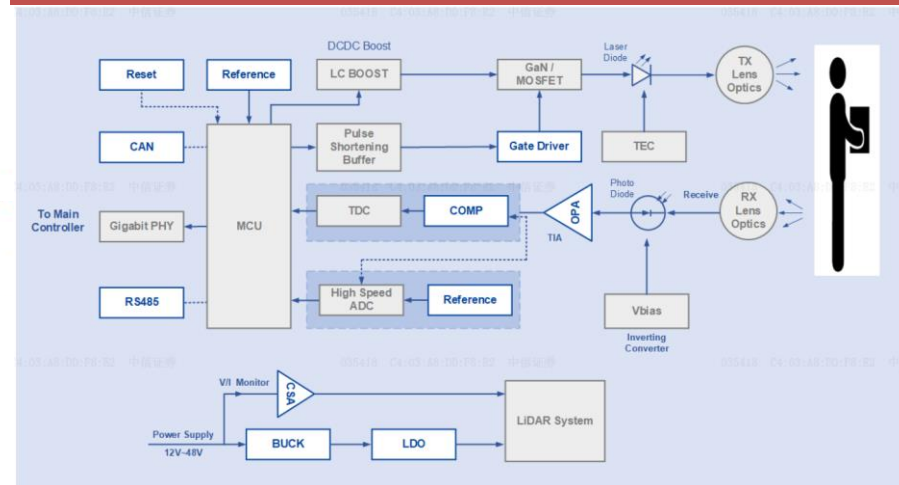 DCDC Boost
Reset
Reference
LC BOOST
GaN /
MOSFET
Laser
Diode
TX
Lens
Optics
CAN
Pulse
Shortening
Buffer
Gate Driver
TEC
To Main
Controller
Gigabit PHY
MCU
TDC
COMP
TIA
OPA
Photo
Diode
Receive
RX
Lens
Optics
RS485
High Speed
ADC
Reference
Vbias
Inverting
Converter
V/I Monitor
CSA
LiDAR System
Power Supply
12V~48V
BUCK
LDO